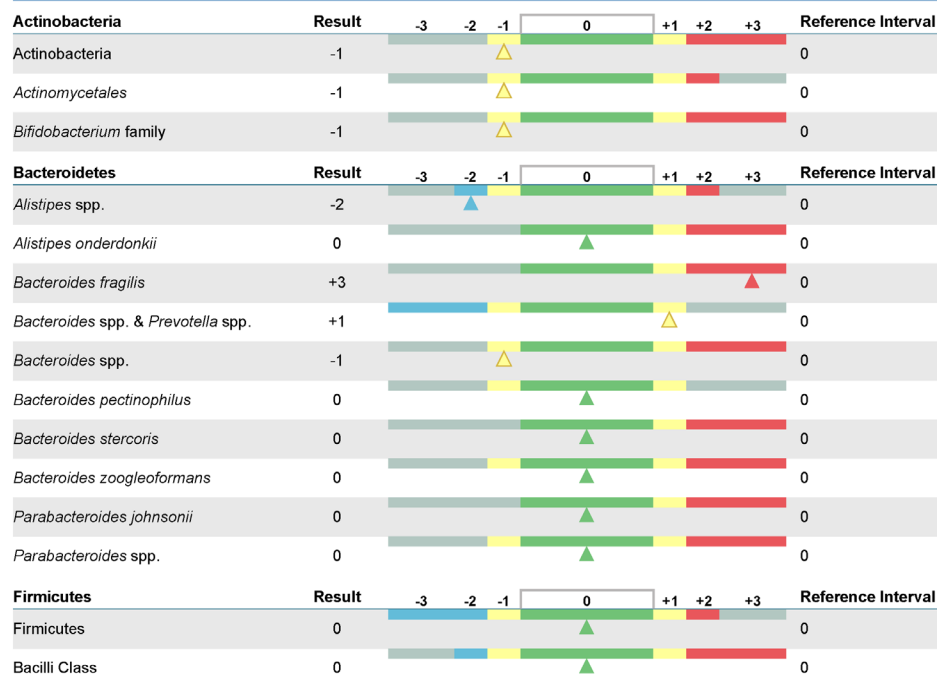 Actinobacteria Result -3 -2 -1 0 +1 +2 +3 Reference Interval
Actinobacteria -1 0
Actinomycetales -1 0
Bifidobacterium family -1 0
Bacteroidetes Result -3 -2 -1 0 +1 +2 +3 Reference Interval
Alistipes spp. -2 0
Alistipes onderdonkii 0 0
Bacteroides fragilis +3 0
Bacteroides spp. & Prevotella spp. +1 0
Bacteroides spp. -1 0
Bacteroides pectinophilus 0 0
Bacteroides stercoris 0 0
Bacteroides zoogleoformans 0 0
Parabacteroides johnsonii 0 0
Parabacteroides spp. 0 0
Firmicutes Result -3 -2 -1 0 +1 +2 +3 Reference Interval
Firmicutes 0 0
Bacilli Class 0 0